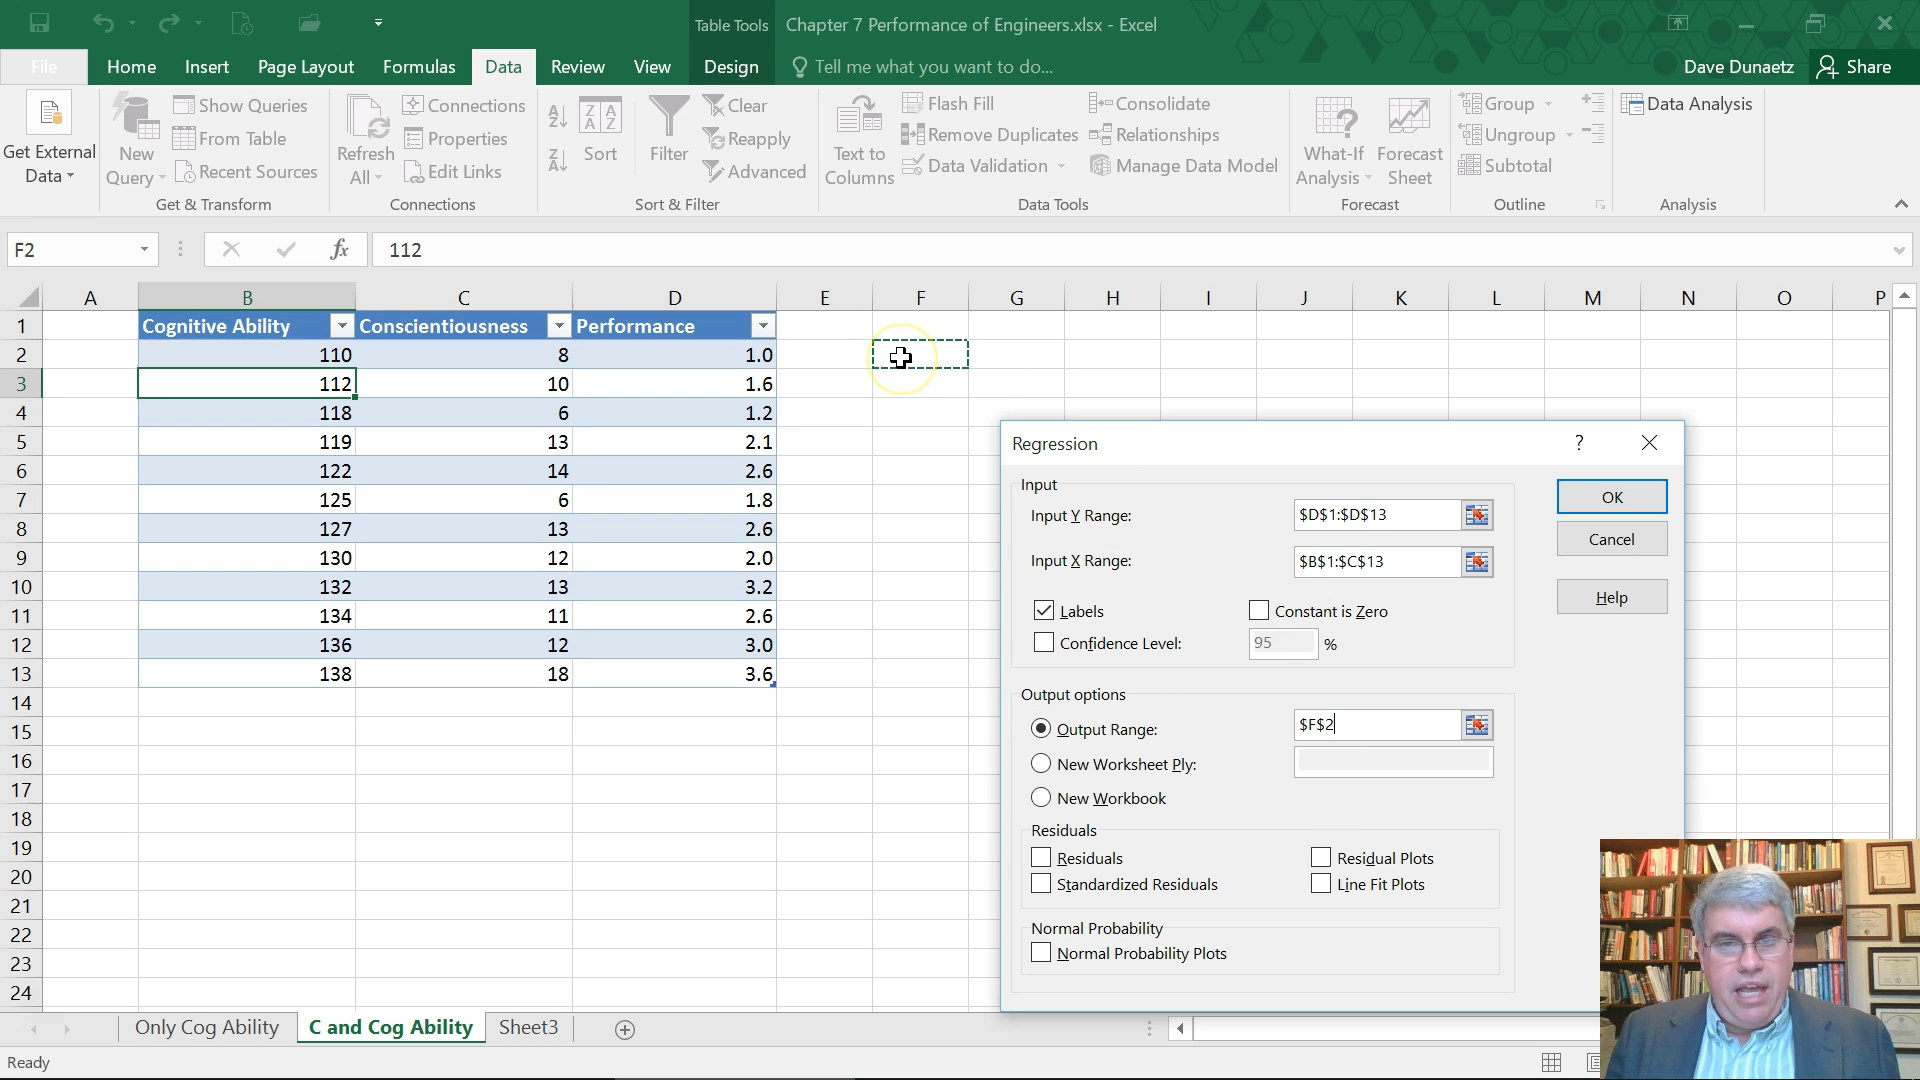 Table Tools
Chapter 7 Performance of Engineers.xlsx - Excel
File Home Insert Page Layout Formulas Data Review View Design Tell me what you want to do... Dave Dunaetz Share
Get External Data
New Query
Show Queries
From Table
Recent Sources
Get & Transform
Refresh All
Connections
Properties
Edit Links
Connections
Sort
Filter
Clear
Reapply
Advanced
Sort & Filter
Text to Columns
Flash Fill
Remove Duplicates
Data Validation
Consolidate
Relationships
Manage Data Model
Data Tools
What-If Analysis
Forecast Sheet
Forecast
Group
Ungroup
Subtotal
Outline
Data Analysis
Analysis
F2 fx 112
A B C D E F G H I J K L M N O P
1 Cognitive Ability Conscientiousness Performance
2 110 8 1.0
3 112 10 1.6
4 118 6 1.2
5 119 13 2.1
6 122 14 2.6
7 125 6 1.8
8 127 13 2.6
9 130 12 2.0
10 132 13 3.2
11 134 11 2.6
12 136 12 3.0
13 138 18 3.6
14
15
16
17
18
19
20
21
22
23
24
Regression ?
Input
Input Y Range: $D$1:$D$13
Input X Range: $B$1:$C$13
Labels Constant is Zero
Confidence Level: 95 %
OK
Cancel
Help
Output options
Output Range: $F$2
New Worksheet Ply:
New Workbook
Residuals
Residuals Residual Plots
Standardized Residuals Line Fit Plots
Normal Probability
Normal Probability Plots
Only Cog Ability C and Cog Ability Sheet3
Ready